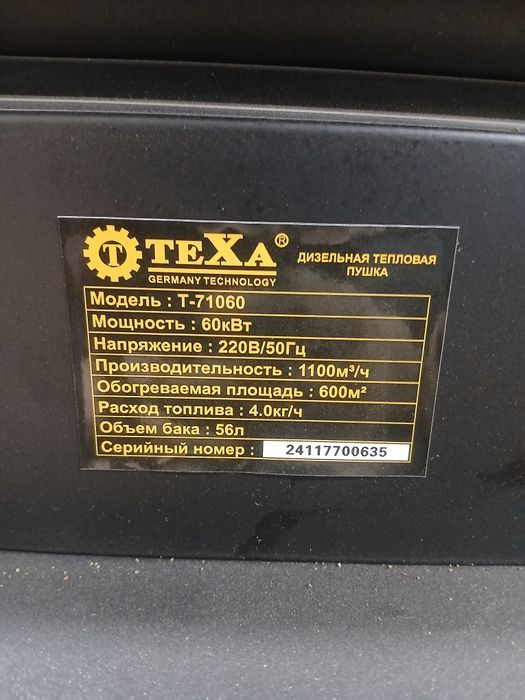 T TEXA®
GERMANY TECHNOLOGY
ДИЗЕЛЬНАЯ ТЕПЛОВАЯ
ПУШКА
Модель : Т-71060
Мощность : 60кВт
Напряжение : 220В/50Гц
Производительность : 1100м³/ч
Обогреваемая площадь : 600м²
Расход топлива : 4.0кг/ч
Объем бака : 56л
Серийный номер : 24117700635